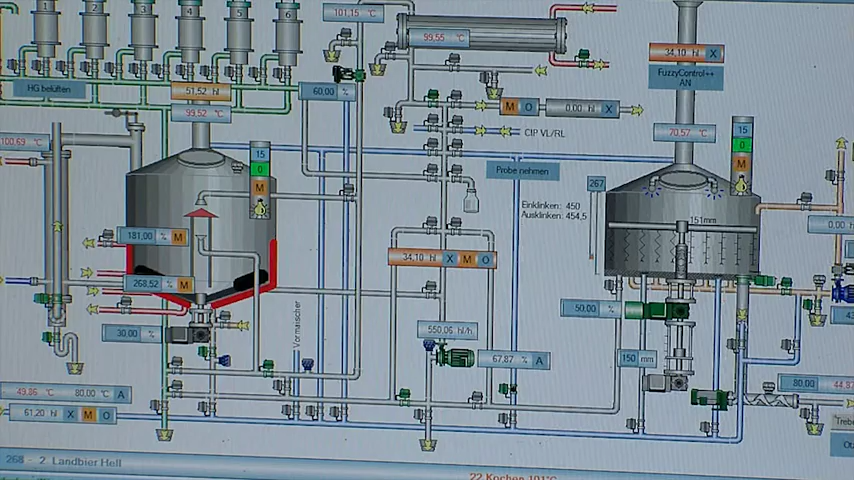 1
2
3
4
5
6
101.15 °C
99,55 °C
34,10 hl X
FuzzyControl++
AN
HG belüften
51,52 hl
99,52 °C
60,00 %
M O
0.00 hl X
CIP VL/RL
70,57 °C
100.69 °C
15
0
M
15
0
M
Probe nehmen
267
Einklinken: 450
Ausklinken: 454,5
151mm
181,00 M
34,10 hl X M O
0,00 hl
268,52 M
Vormaischer
50,00 %
30,00 %
550,06 hl/h
67,87 % A
150 mm
49,86 °C 80,00 °C A
80,00
61,20 hl X M O
268 - 2. Landbier Hell
22 Kochen 101°C